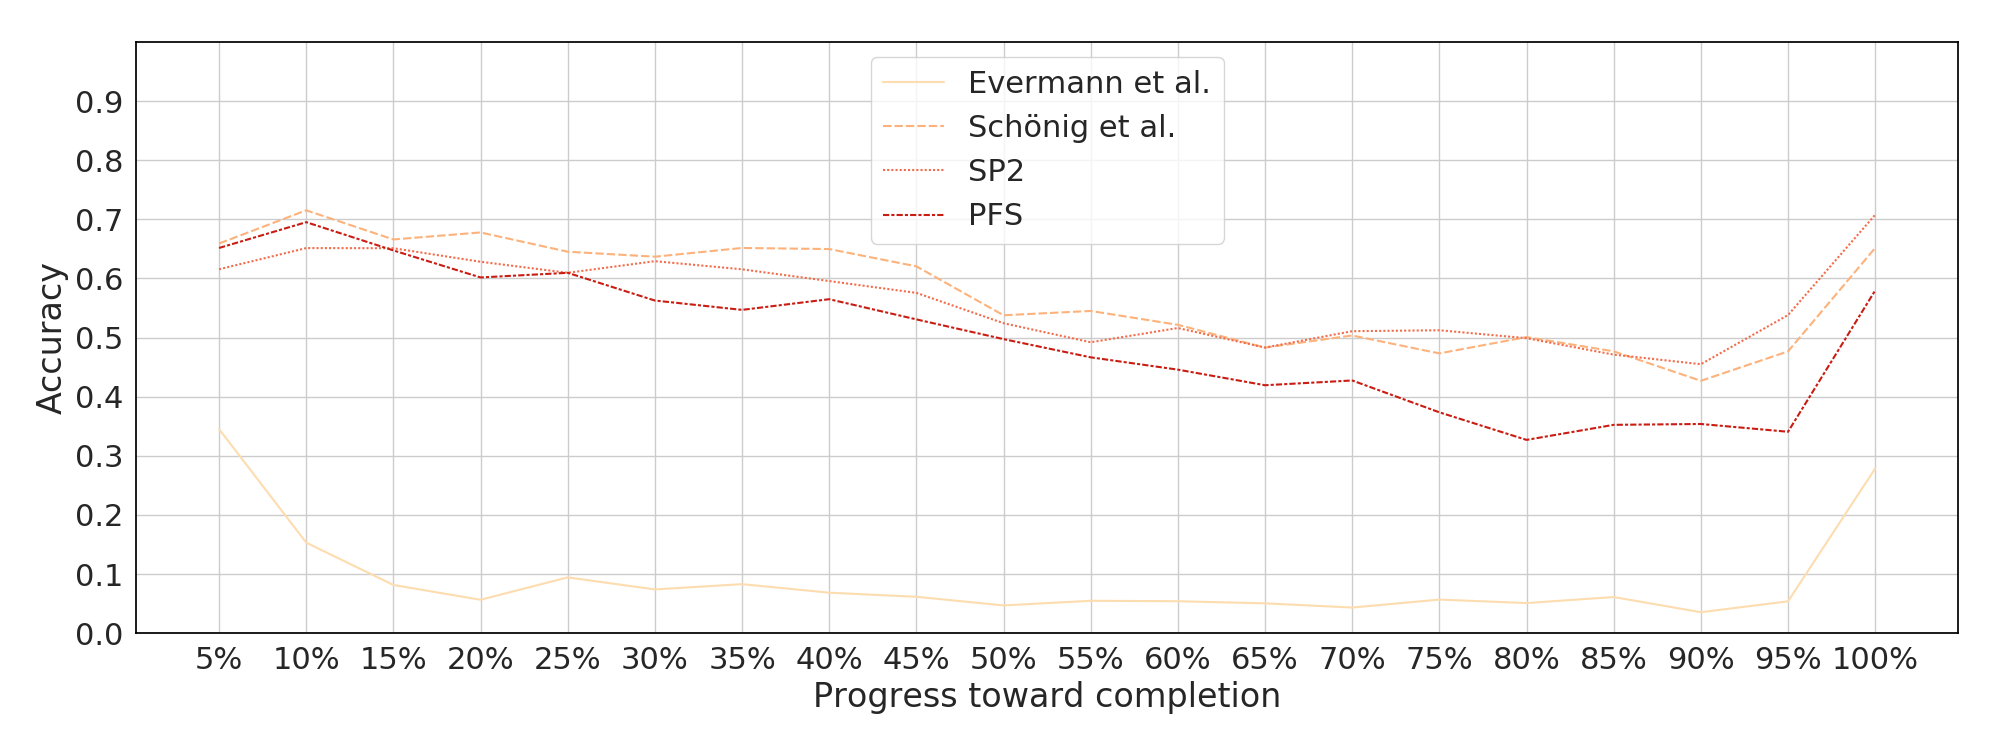 Evermann et al.
Schönig et al.
SP2
PFS
Accuracy
0.9
0.8
0.7
0.6
0.5
0.4
0.3
0.2
0.1
0.0
5% 10% 15% 20% 25% 30% 35% 40% 45% 50% 55% 60% 65% 70% 75% 80% 85% 90% 95% 100%
Progress toward completion